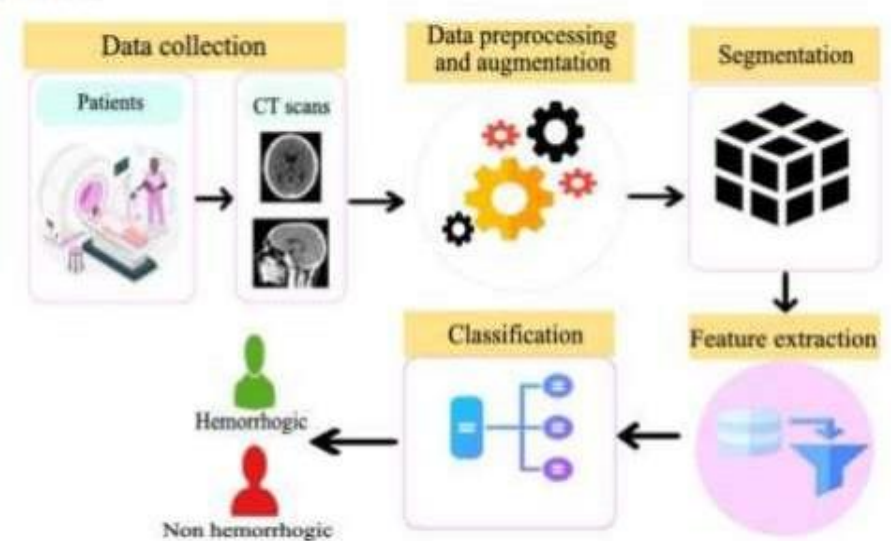 Data collection
Data preprocessing
and augmentation
Segmentation
Patients
CT scans
Classification
Feature extraction
Hemorrhogic
Non hemorrhogic